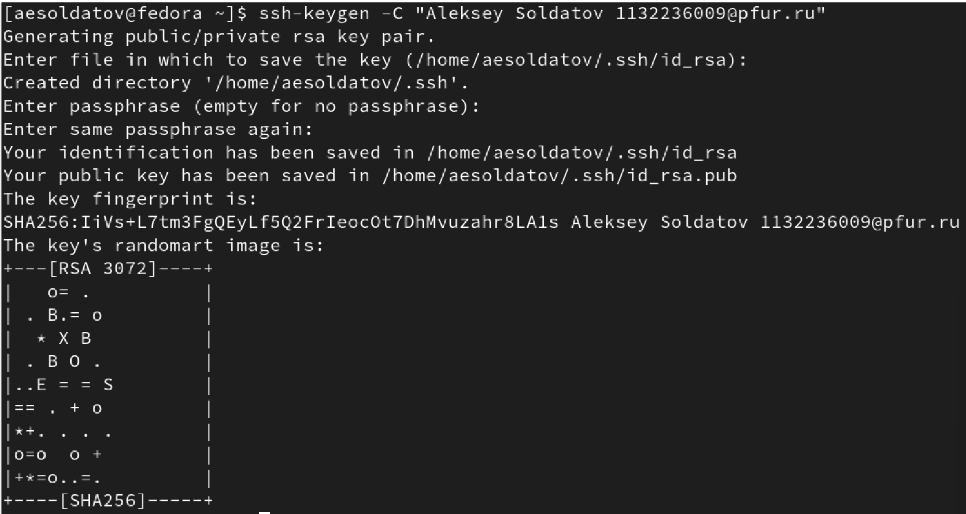 [aesoldatov@fedora ~]$ ssh-keygen -C "Aleksey Soldatov 1132236009@pfur.ru"
Generating public/private rsa key pair.
Enter file in which to save the key (/home/aesoldatov/.ssh/id_rsa):
Created directory '/home/aesoldatov/.ssh'.
Enter passphrase (empty for no passphrase):
Enter same passphrase again:
Your identification has been saved in /home/aesoldatov/.ssh/id_rsa
Your public key has been saved in /home/aesoldatov/.ssh/id_rsa.pub
The key fingerprint is:
SHA256:IiVs+L7tm3FgQEyLf5Q2FrIeocOt7DhMvuzahr8LA1s Aleksey Soldatov 1132236009@pfur.ru
The key's randomart image is:
+---[RSA 3072]----+
|   o= .          |
| . B.= o         |
|  * X B          |
| . B O .         |
|..E = = S        |
|== . + o         |
|*+. . . .        |
|o=o  o +         |
|+*=o..=.         |
+----[SHA256]-----+